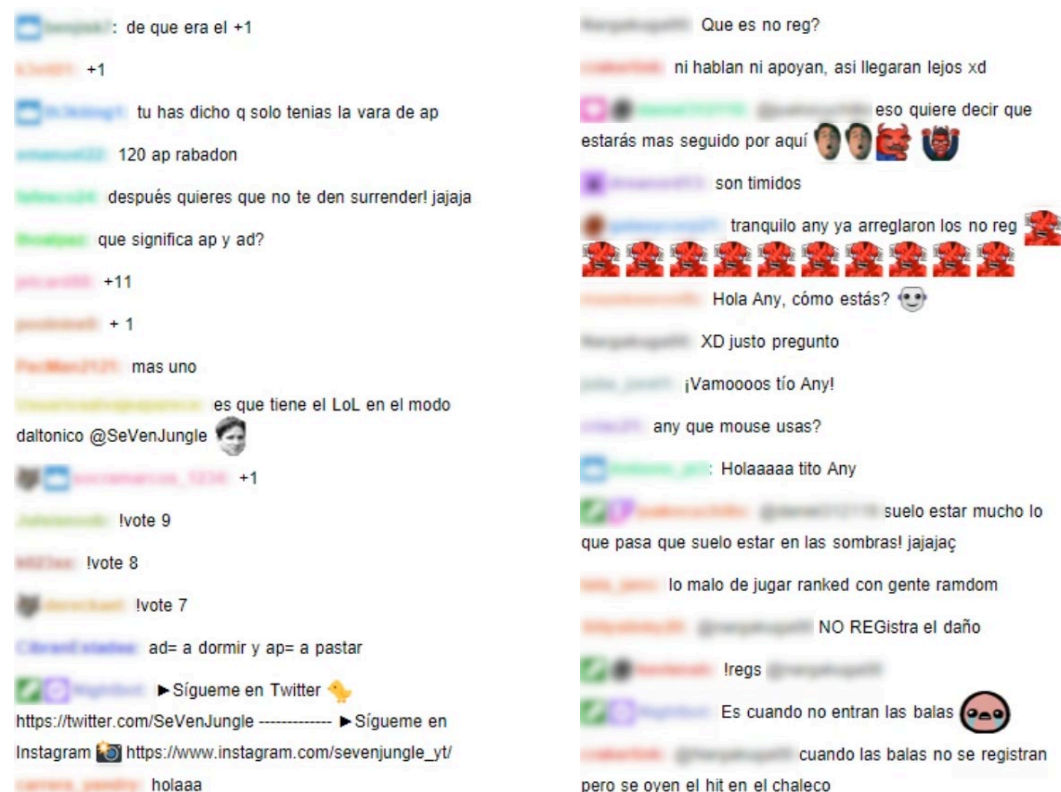 : de que era el +1
+1
tu has dicho q solo tenias la vara de ap
120 ap rabadon
después quieres que no te den surrender! jajaja
que significa ap y ad?
+11
+ 1
mas uno
es que tiene el LoL en el modo
daltonico @SeVenJungle
+1
!vote 9
!vote 8
!vote 7
ad= a dormir y ap= a pastar
►Sígueme en Twitter
https://twitter.com/SeVenJungle ------------- ►Sígueme en
Instagram https://www.instagram.com/sevenjungle_yt/
holaaa
Que es no reg?
ni hablan ni apoyan, asi llegaran lejos xd
eso quiere decir que
estarás mas seguido por aquí
son timidos
tranquilo any ya arreglaron los no reg
Hola Any, cómo estás?
XD justo pregunto
¡Vamoooos tío Any!
any que mouse usas?
: Holaaaaa tito Any
suelo estar mucho lo
que pasa que suelo estar en las sombras! jajajaç
lo malo de jugar ranked con gente ramdom
NO REGistra el daño
!regs
Es cuando no entran las balas
cuando las balas no se registran
pero se oyen el hit en el chaleco